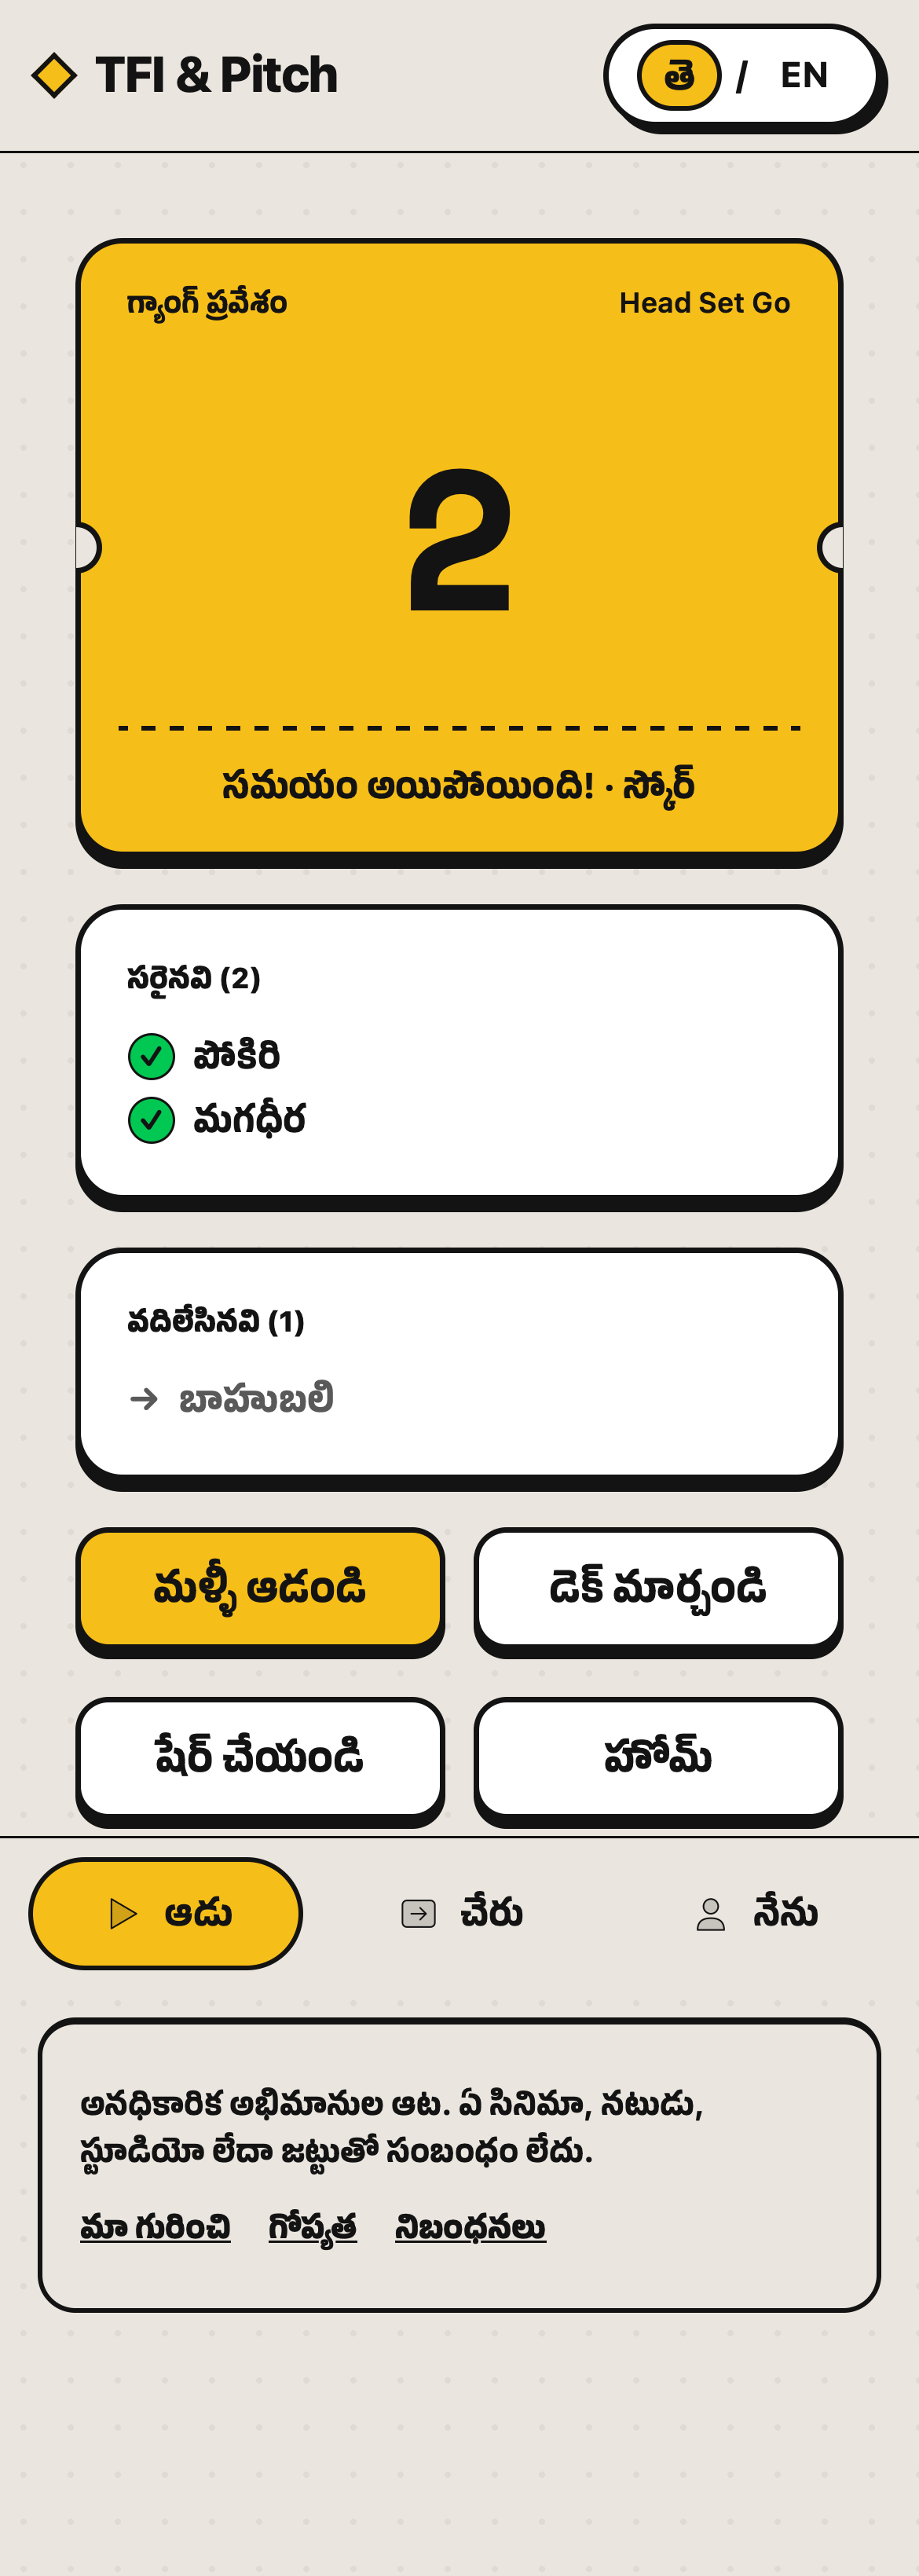 TFI & Pitch
తె / EN
గ్యాంగ్ ప్రవేశం
Head Set Go
2
సమయం అయిపోయింది! · స్కోర్
సరైనవి (2)
పోకిరి
మగధీర
వదిలేసినవి (1)
→ బాహుబలి
మళ్ళీ ఆడండి
డెక్ మార్చండి
షేర్ చేయండి
హోమ్
ఆడు
చేరు
నేను
అనధికారిక అభిమానుల ఆట. ఏ సినిమా, నటుడు,
స్టూడియో లేదా జట్టుతో సంబంధం లేదు.
మా గురించి గోప్యత నిబంధనలు